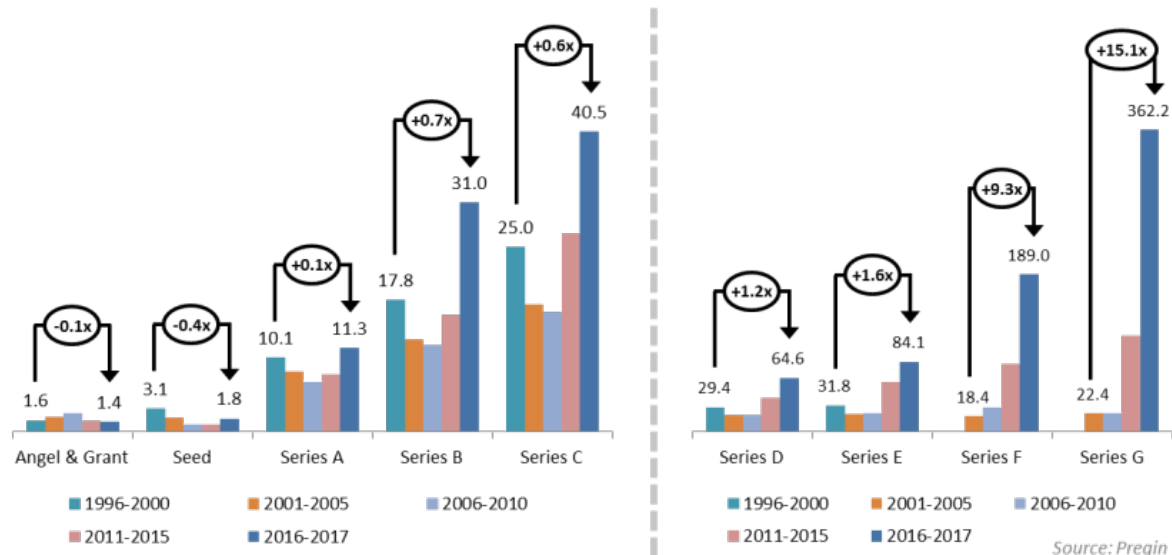 +0.6x
+15.1x
40.5
362.2
+0.7x
31.0
+9.3x
25.0
189.0
17.8
+0.1x
+1.2x
+1.6x
-0.1x
-0.4x
10.1
11.3
64.6
84.1
3.1
29.4
31.8
1.6
1.4
1.8
18.4
22.4
Angel & Grant Seed Series A Series B Series C
Series D Series E Series F Series G
1996-2000 2001-2005 2006-2010
2011-2015 2016-2017
1996-2000 2001-2005 2006-2010
2011-2015 2016-2017
Source: Preqin